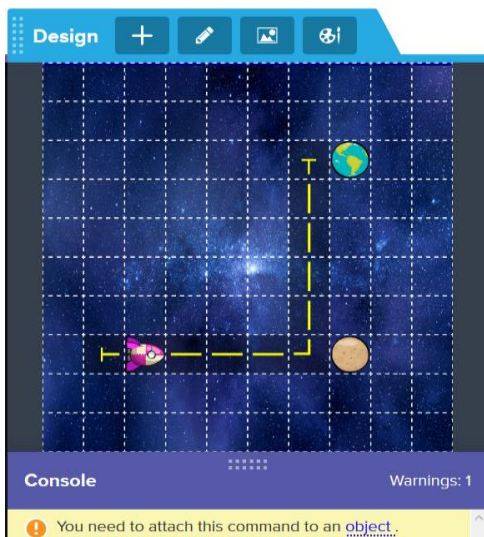 Design
Console
Warnings: 1
You need to attach this command to an object .